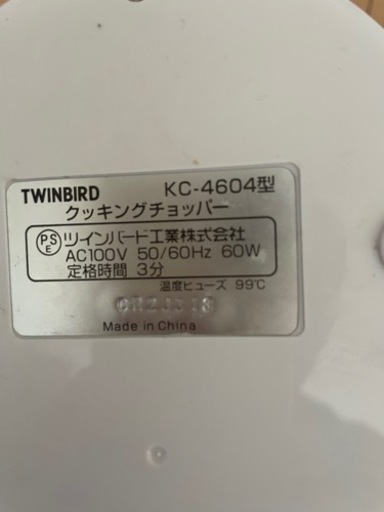 TWINBIRD KC-4604型
クッキングチョッパー
PSE ツインバード工業株式会社
AC100V 50/60Hz 60W
定格時間 3分
温度ヒューズ 99℃
Made in China